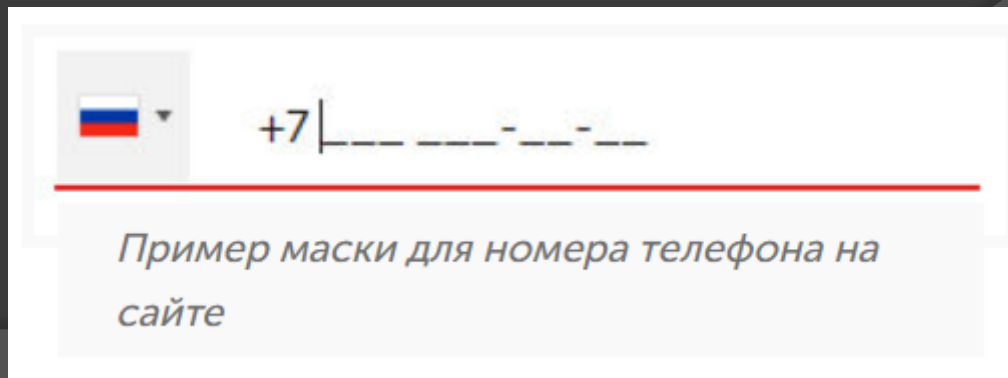 +7 ___ ___-__-__
Пример маски для номера телефона на
сайте